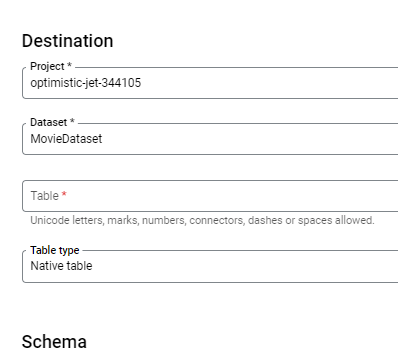 Destination
Project *
optimistic-jet-344105
Dataset *
MovieDataset
Table *
Unicode letters, marks, numbers, connectors, dashes or spaces allowed.
Table type
Native table
Schema